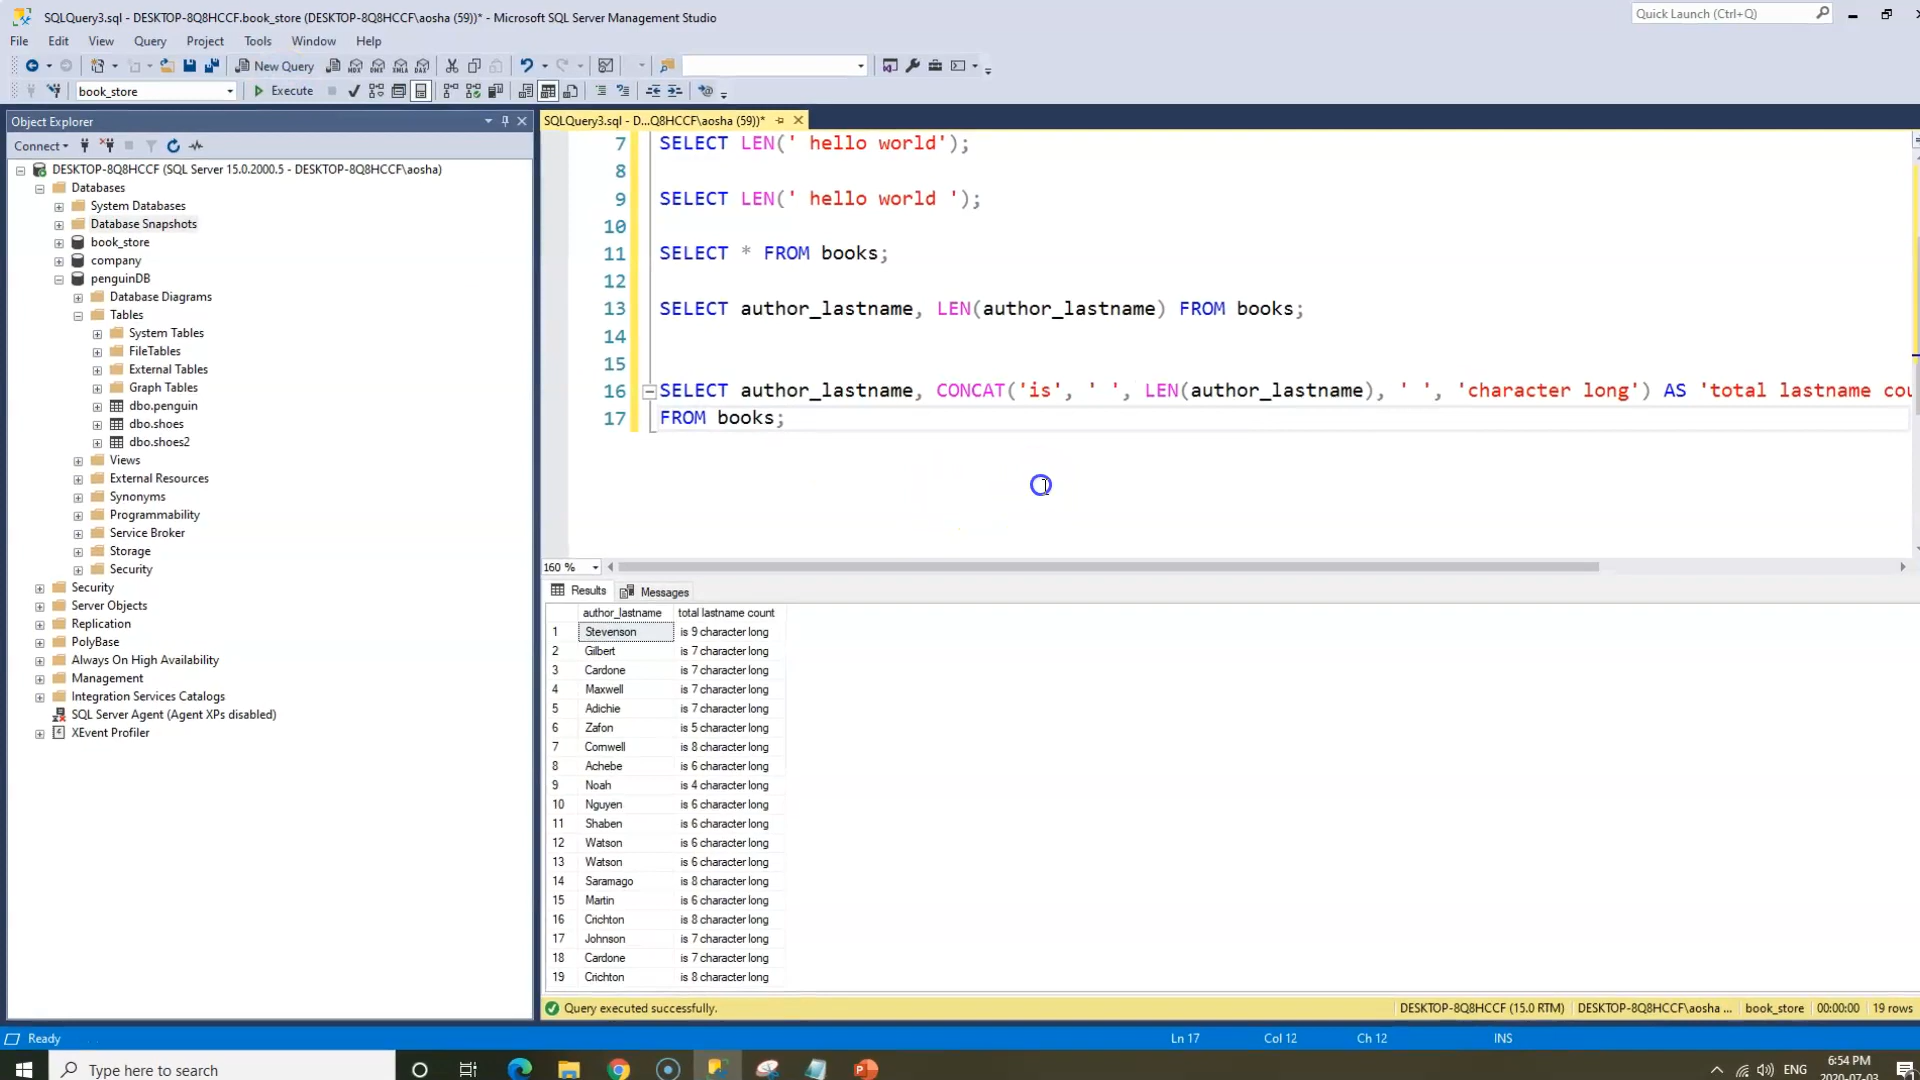 SQLQuery3.sql - DESKTOP-8Q8HCCF.book_store (DESKTOP-8Q8HCCF\aosha (59))* - Microsoft SQL Server Management Studio
Quick Launch (Ctrl+Q)
File Edit View Query Project Tools Window Help
New Query
book_store Execute
Object Explorer
Connect
DESKTOP-8Q8HCCF (SQL Server 15.0.2000.5 - DESKTOP-8Q8HCCF\aosha)
Databases
System Databases
Database Snapshots
book_store
company
penguinDB
Database Diagrams
Tables
System Tables
FileTables
External Tables
Graph Tables
dbo.penguin
dbo.shoes
dbo.shoes2
Views
External Resources
Synonyms
Programmability
Service Broker
Storage
Security
Security
Server Objects
Replication
PolyBase
Always On High Availability
Management
Integration Services Catalogs
SQL Server Agent (Agent XPs disabled)
XEvent Profiler
SQLQuery3.sql - D...Q8HCCF\aosha (59))*
7 SELECT LEN(' hello world');
8
9 SELECT LEN(' hello world ');
10
11 SELECT * FROM books;
12
13 SELECT author_lastname, LEN(author_lastname) FROM books;
14
15
16 SELECT author_lastname, CONCAT('is', ' ', LEN(author_lastname), ' ', 'character long') AS 'total lastname cou
17 FROM books;
160 %
Results Messages
author_lastname total lastname count
1 Stevenson is 9 character long
2 Gilbert is 7 character long
3 Cardone is 7 character long
4 Maxwell is 7 character long
5 Adichie is 7 character long
6 Zafon is 5 character long
7 Cornwell is 8 character long
8 Achebe is 6 character long
9 Noah is 4 character long
10 Nguyen is 6 character long
11 Shaben is 6 character long
12 Watson is 6 character long
13 Watson is 6 character long
14 Saramago is 8 character long
15 Martin is 6 character long
16 Crichton is 8 character long
17 Johnson is 7 character long
18 Cardone is 7 character long
19 Crichton is 8 character long
Query executed successfully. DESKTOP-8Q8HCCF (15.0 RTM) DESKTOP-8Q8HCCF\aosha ... book_store 00:00:00 19 rows
Ready Ln 17 Col 12 Ch 12 INS
Type here to search
ENG
6:54 PM
2020-07-03